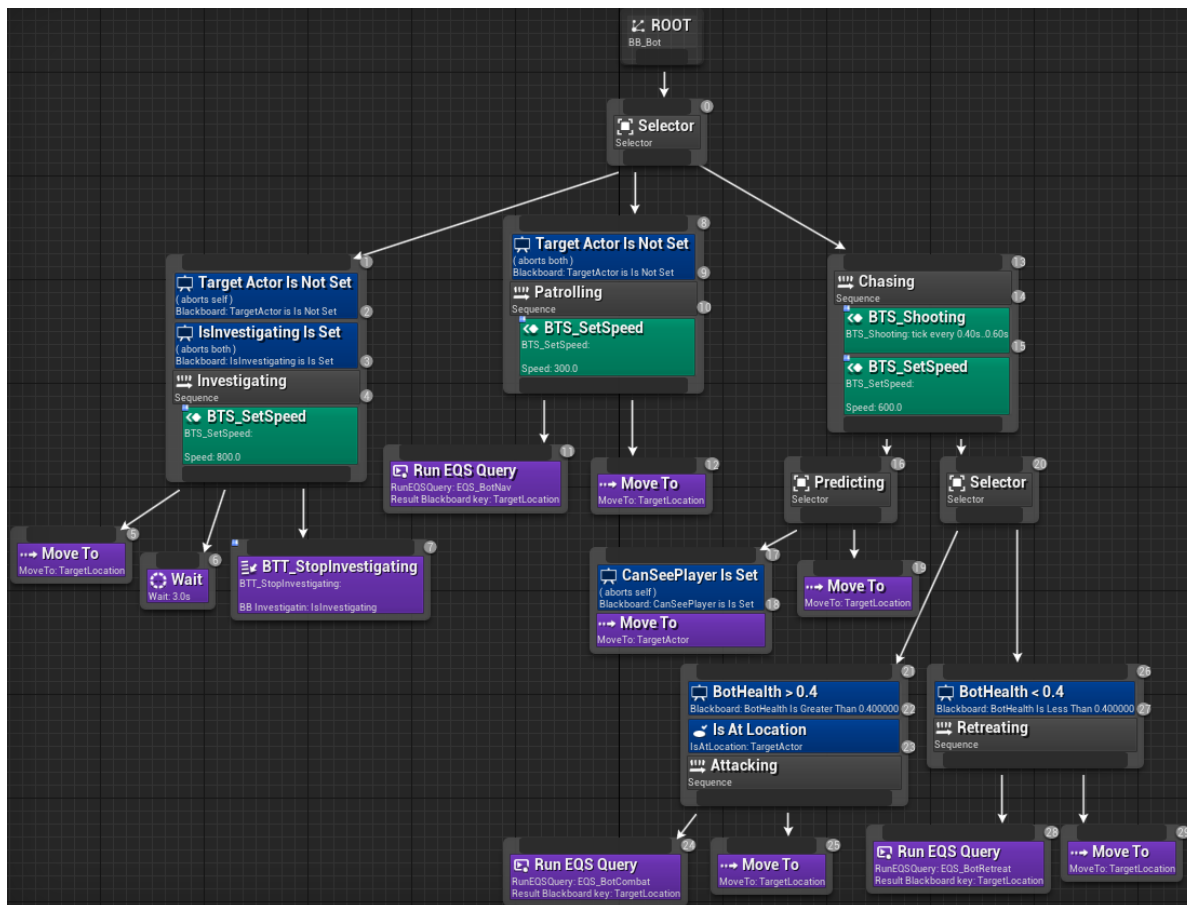 ROOT
BB_Bot
0
Selector
Selector
1
Target Actor Is Not Set
( aborts self )
Blackboard: TargetActor is Is Not Set
2
IsInvestigating Is Set
(aborts both )
Blackboard: IsInvestigating is Is Set
3
Investigating
Sequence
4
BTS_SetSpeed
BTS_SetSpeed:
Speed: 800.0
8
Target Actor Is Not Set
(aborts both )
Blackboard: TargetActor is Is Not Set
9
Patrolling
Sequence
10
BTS_SetSpeed
BTS_SetSpeed:
Speed: 300.0
13
Chasing
Sequence
14
BTS_Shooting
BTS_Shooting: tick every 0.40s..0.60s
15
BTS_SetSpeed
BTS_SetSpeed:
Speed: 600.0
5
Move To
MoveTo: TargetLocation
6
Wait
Wait: 3.0s
7
BTT_StopInvestigating
BTT_StopInvestigating:
BB Investigatin: IsInvestigating
11
Run EQS Query
RunEQSQuery: EQS_BotNav
Result Blackboard key: TargetLocation
12
Move To
MoveTo: TargetLocation
16
Predicting
Selector
20
Selector
Selector
17
CanSeePlayer Is Set
( aborts self )
Blackboard: CanSeePlayer is Is Set
18
Move To
MoveTo: TargetActor
19
Move To
MoveTo: TargetLocation
21
BotHealth > 0.4
Blackboard: BotHealth Is Greater Than 0.400000
22
Is At Location
IsAtLocation: TargetActor
23
Attacking
Sequence
26
BotHealth < 0.4
Blackboard: BotHealth Is Less Than 0.400000
27
Retreating
Sequence
24
Run EQS Query
RunEQSQuery: EQS_BotCombat
Result Blackboard key: TargetLocation
25
Move To
MoveTo: TargetLocation
28
Run EQS Query
RunEQSQuery: EQS_BotRetreat
Result Blackboard key: TargetLocation
29
Move To
MoveTo: TargetLocation